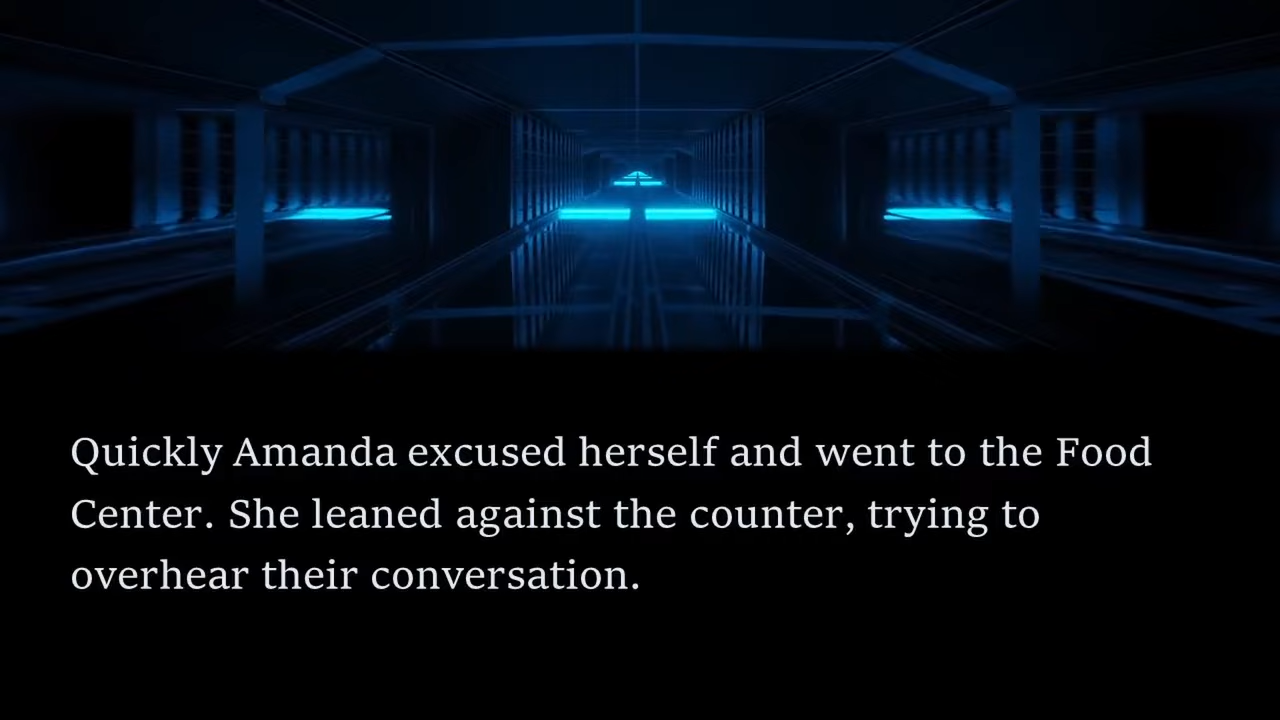 Quickly Amanda excused herself and went to the Food
Center. She leaned against the counter, trying to
overhear their conversation.